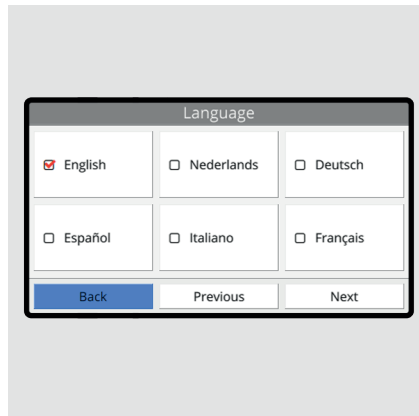 Language
English Nederlands Deutsch
Español Italiano Français
Back Previous Next